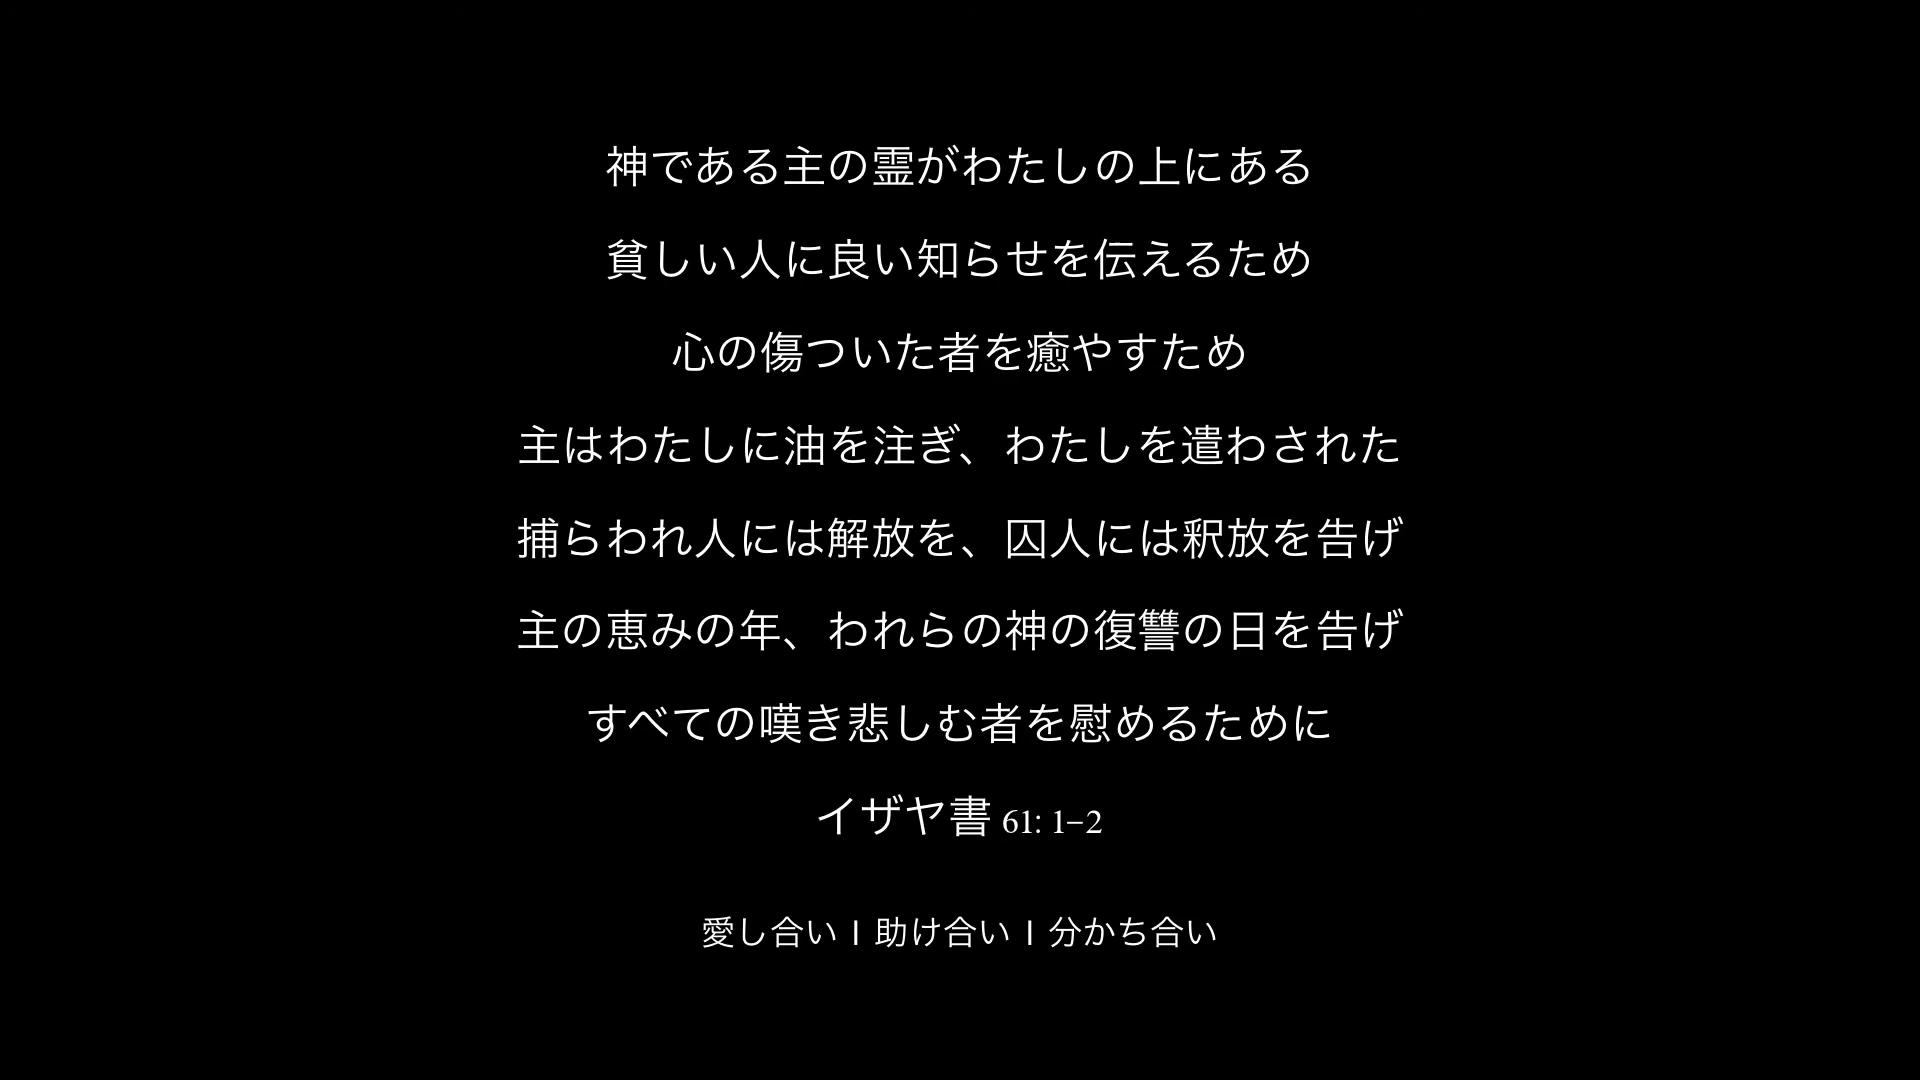 神である主の霊がわたしの上にある
貧しい人に良い知らせを伝えるため
心の傷ついた者を癒やすため
主はわたしに油を注ぎ、わたしを遣わされた
捕らわれ人には解放を、囚人には釈放を告げ
主の恵みの年、われらの神の復讐の日を告げ
すべての嘆き悲しむ者を慰めるために
イザヤ書 61: 1–2
愛し合い | 助け合い | 分かち合い